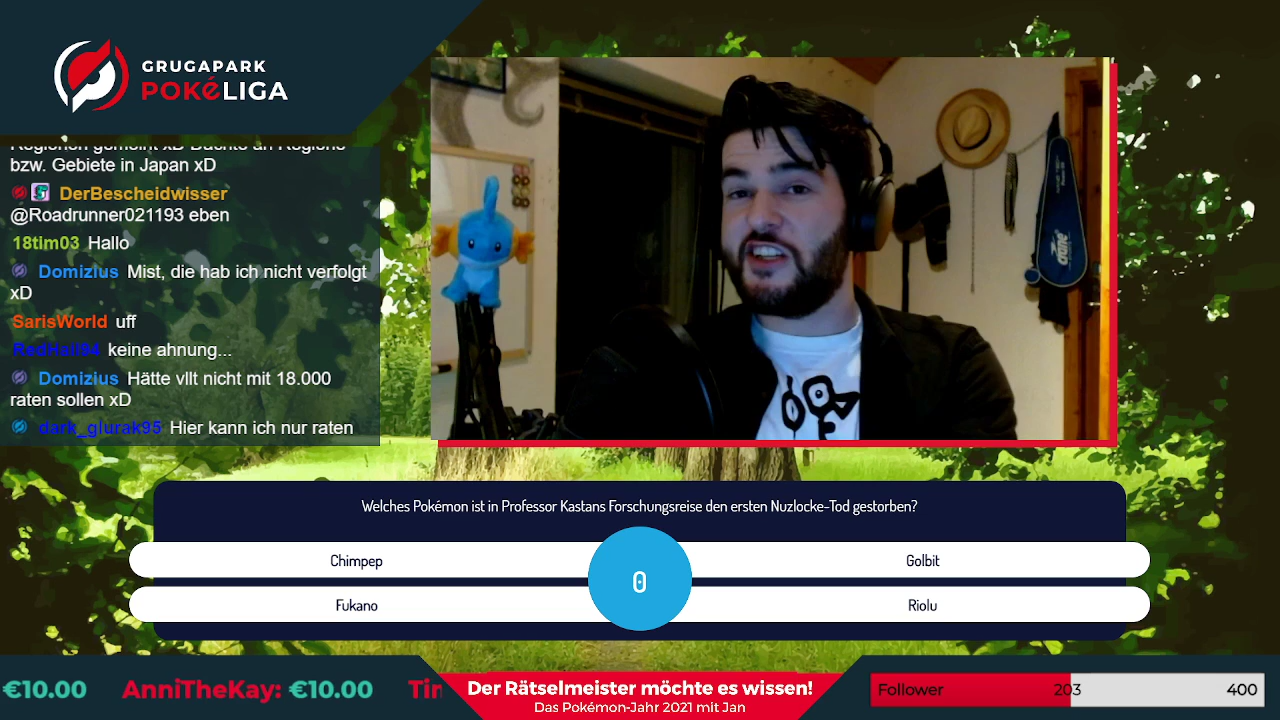 GRUGAPARK
POKéLIGA
Regionen gemeint xD Dachte an Regione
bzw. Gebiete in Japan xD
DerBescheidwisser
@Roadrunner021193 eben
18tim03 Hallo
Domizius Mist, die hab ich nicht verfolgt
xD
SarisWorld uff
RedHail94 keine ahnung...
Domizius Hätte vllt nicht mit 18.000
raten sollen xD
dark_glurak95 Hier kann ich nur raten
CRANE
Welches Pokémon ist in Professor Kastans Forschungsreise den ersten Nuzlocke-Tod gestorben?
Chimpep
Golbit
0
Fukano
Riolu
€10.00 AnniTheKay: €10.00 Tim
Der Rätselmeister möchte es wissen!
Das Pokémon-Jahr 2021 mit Jan
Follower 203 400